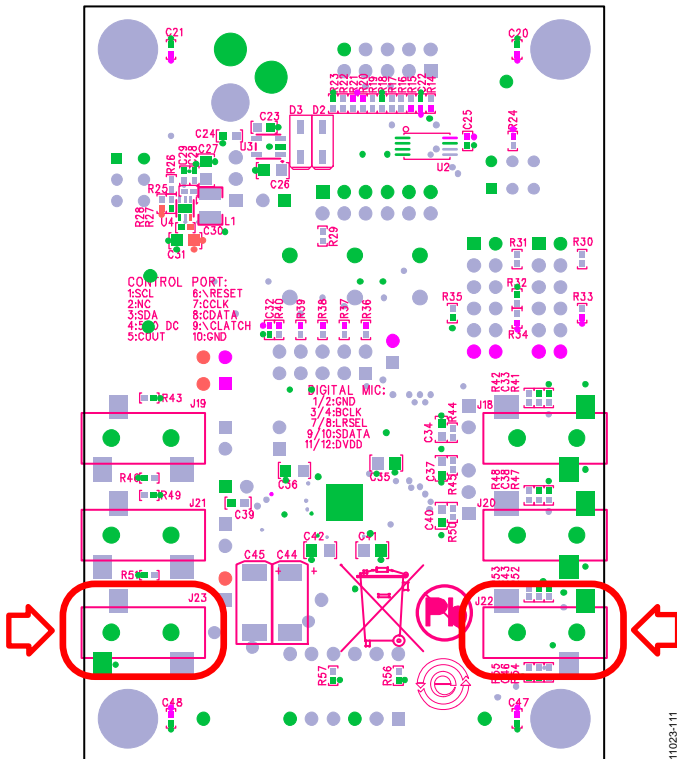 C21
C20
R23
R22
R21
R20
R19
R18
R17
R16
R15
C22
R14
C23
D3
D2
C24
U3
C25
R24
U2
C27
C26
R26
C29
C28
R25
R28
R27
U4
L1
C30
C31
R29
R31
R30
CONTROL PORT:
1:SCL 6:\RESET
2:NC 7:CCLK
3:SDA 8:CDATA
DC 9:\CLATCH
5:COUT 10:GND
C32
R40
R39
R38
R37
R36
R35
R32
R33
R34
DIGITAL MIC:
1/2:GND
3/4:BCLK
7/8:LRSEL
9/10:SDATA
11/12:DVDD
R43
J19
R42
R41
J18
R44
C34
C37
R45
R46
R49
C36
C35
C39
J21
R48
R47
J20
C40
R50
C42
C41
R51
C45
C44
+
+
R52
J23
J22
R57
R56
R55
C46
R54
C48
C47
11023-111